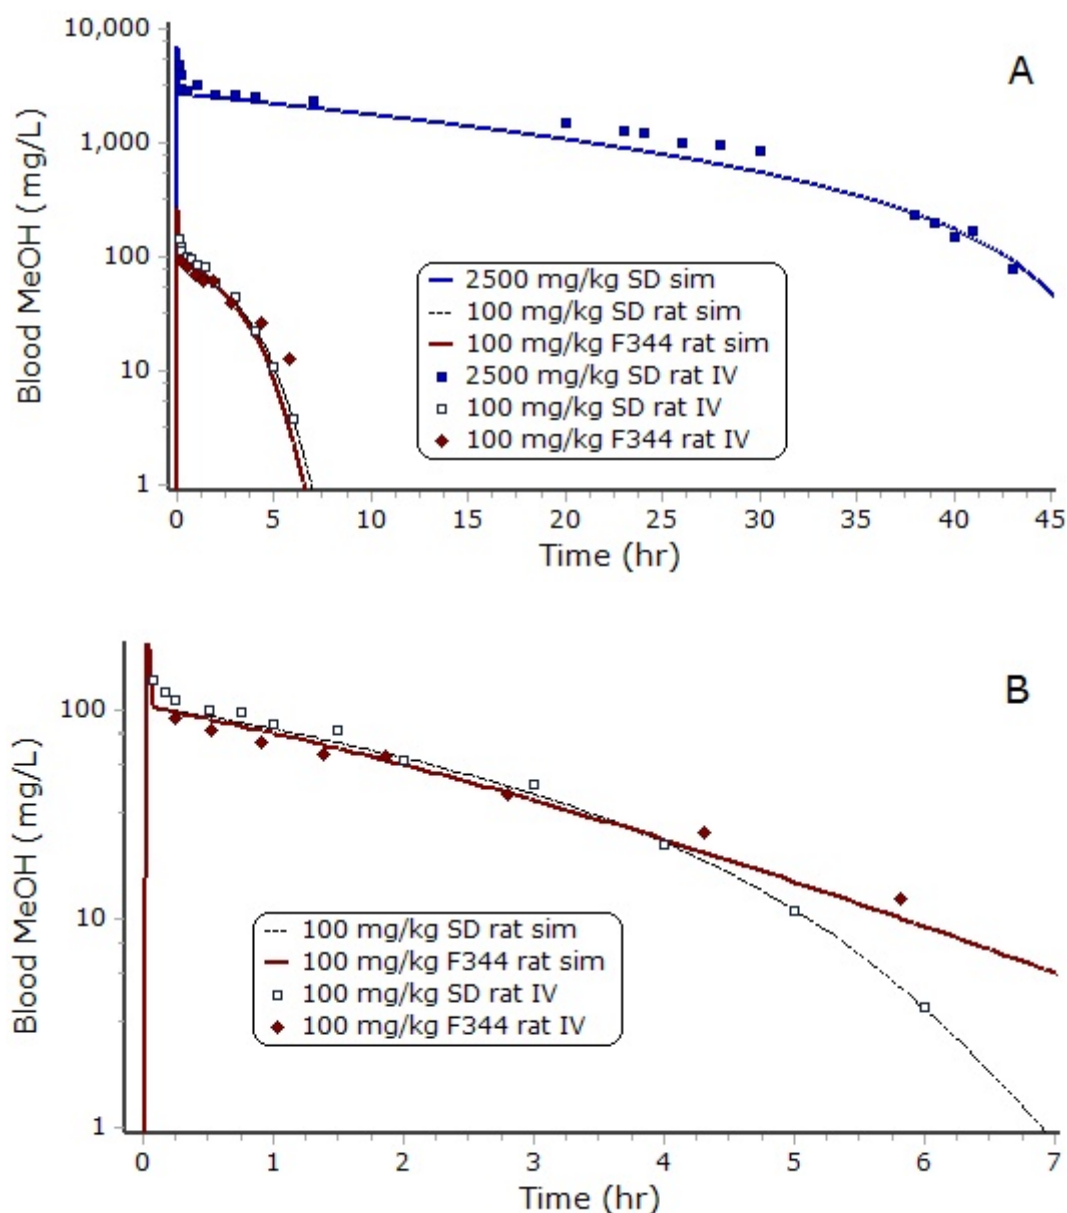 A
10,000
1,000
100
10
1
Blood MeOH ( mg/L)
2500 mg/kg SD sim
100 mg/kg SD rat sim
100 mg/kg F344 rat sim
2500 mg/kg SD rat IV
100 mg/kg SD rat IV
100 mg/kg F344 rat IV
0 5 10 15 20 25 30 35 40 45
Time (hr)
B
100
10
1
Blood MeOH ( mg/L)
100 mg/kg SD rat sim
100 mg/kg F344 rat sim
100 mg/kg SD rat IV
100 mg/kg F344 rat IV
0 1 2 3 4 5 6 7
Time (hr)